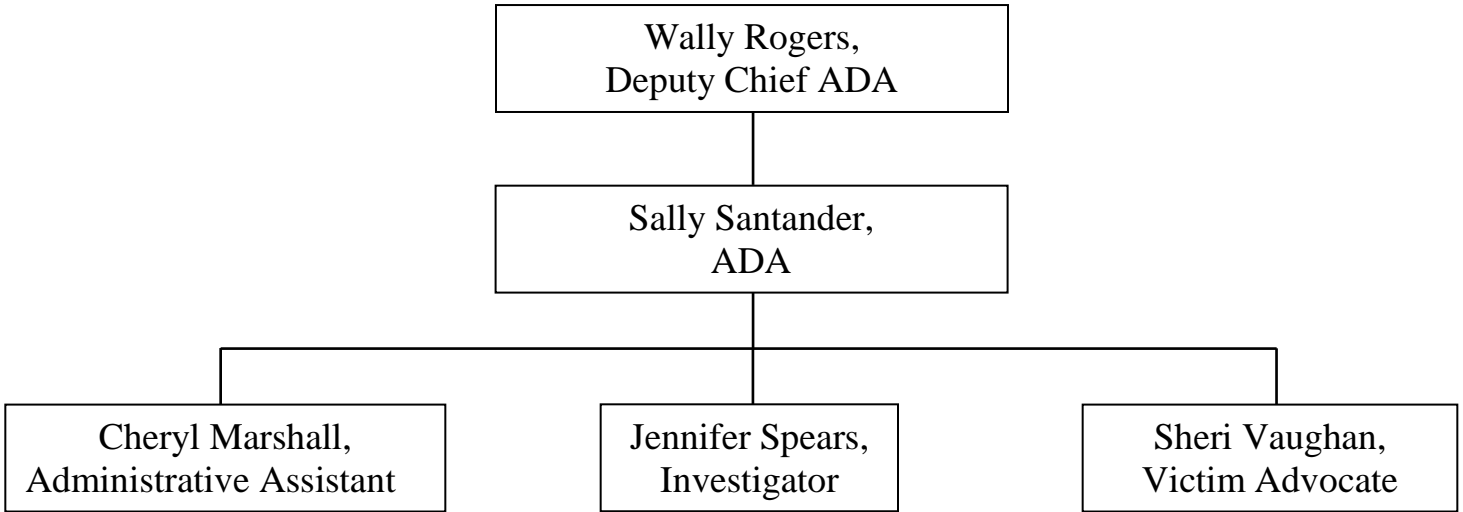 Wally Rogers,
Deputy Chief ADA
Sally Santander,
ADA
Cheryl Marshall,
Administrative Assistant
Jennifer Spears,
Investigator
Sheri Vaughan,
Victim Advocate